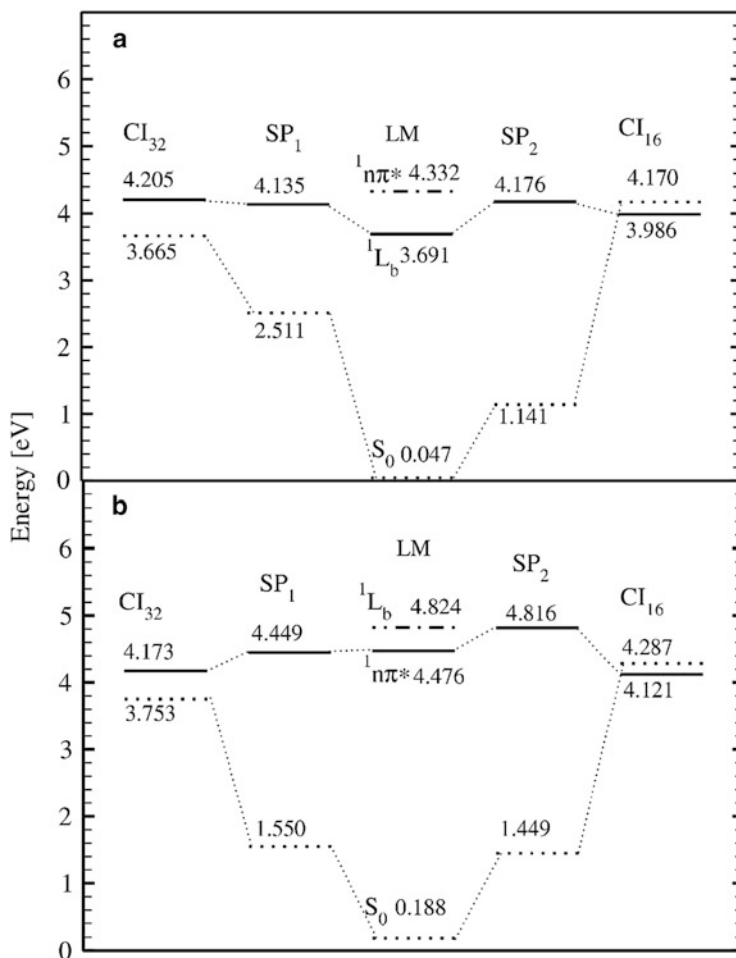 a
6
CI32 SP1 LM SP2 CI16
5
4.205 4.135 1nπ* 4.332 4.176 4.170
4
3.665 1Lb 3.691 3.986
3
2.511
2
1
1.141
S0 0.047
0
Energy [eV]
b
6
CI32 SP1 LM SP2 CI16
5
4.173 4.449 1Lb 4.824 4.816 4.287
4
3.753 1nπ* 4.476 4.121
3
2
1.550 1.449
1
S0 0.188
0